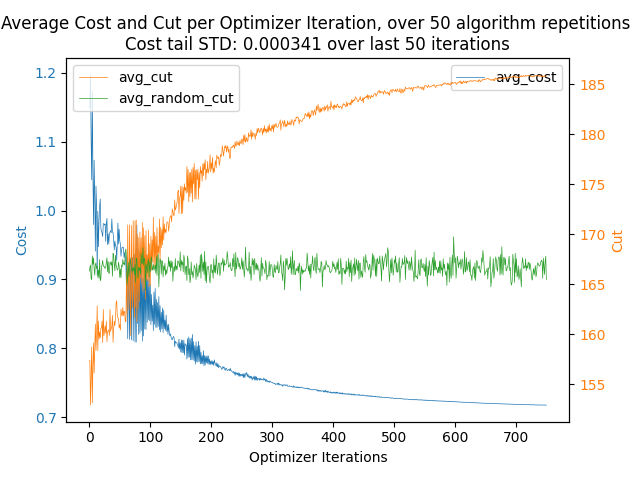 Average Cost and Cut per Optimizer Iteration, over 50 algorithm repetitions
Cost tail STD: 0.000341 over last 50 iterations
avg_cut
avg_random_cut
avg_cost
1.2
1.1
1.0
0.9
0.8
0.7
Cost
185
180
175
170
165
160
155
Cut
0 100 200 300 400 500 600 700
Optimizer Iterations